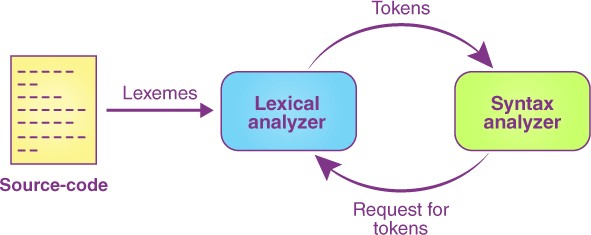 Tokens
Lexemes
Lexical
analyzer
Syntax
analyzer
Source-code
Request for
tokens